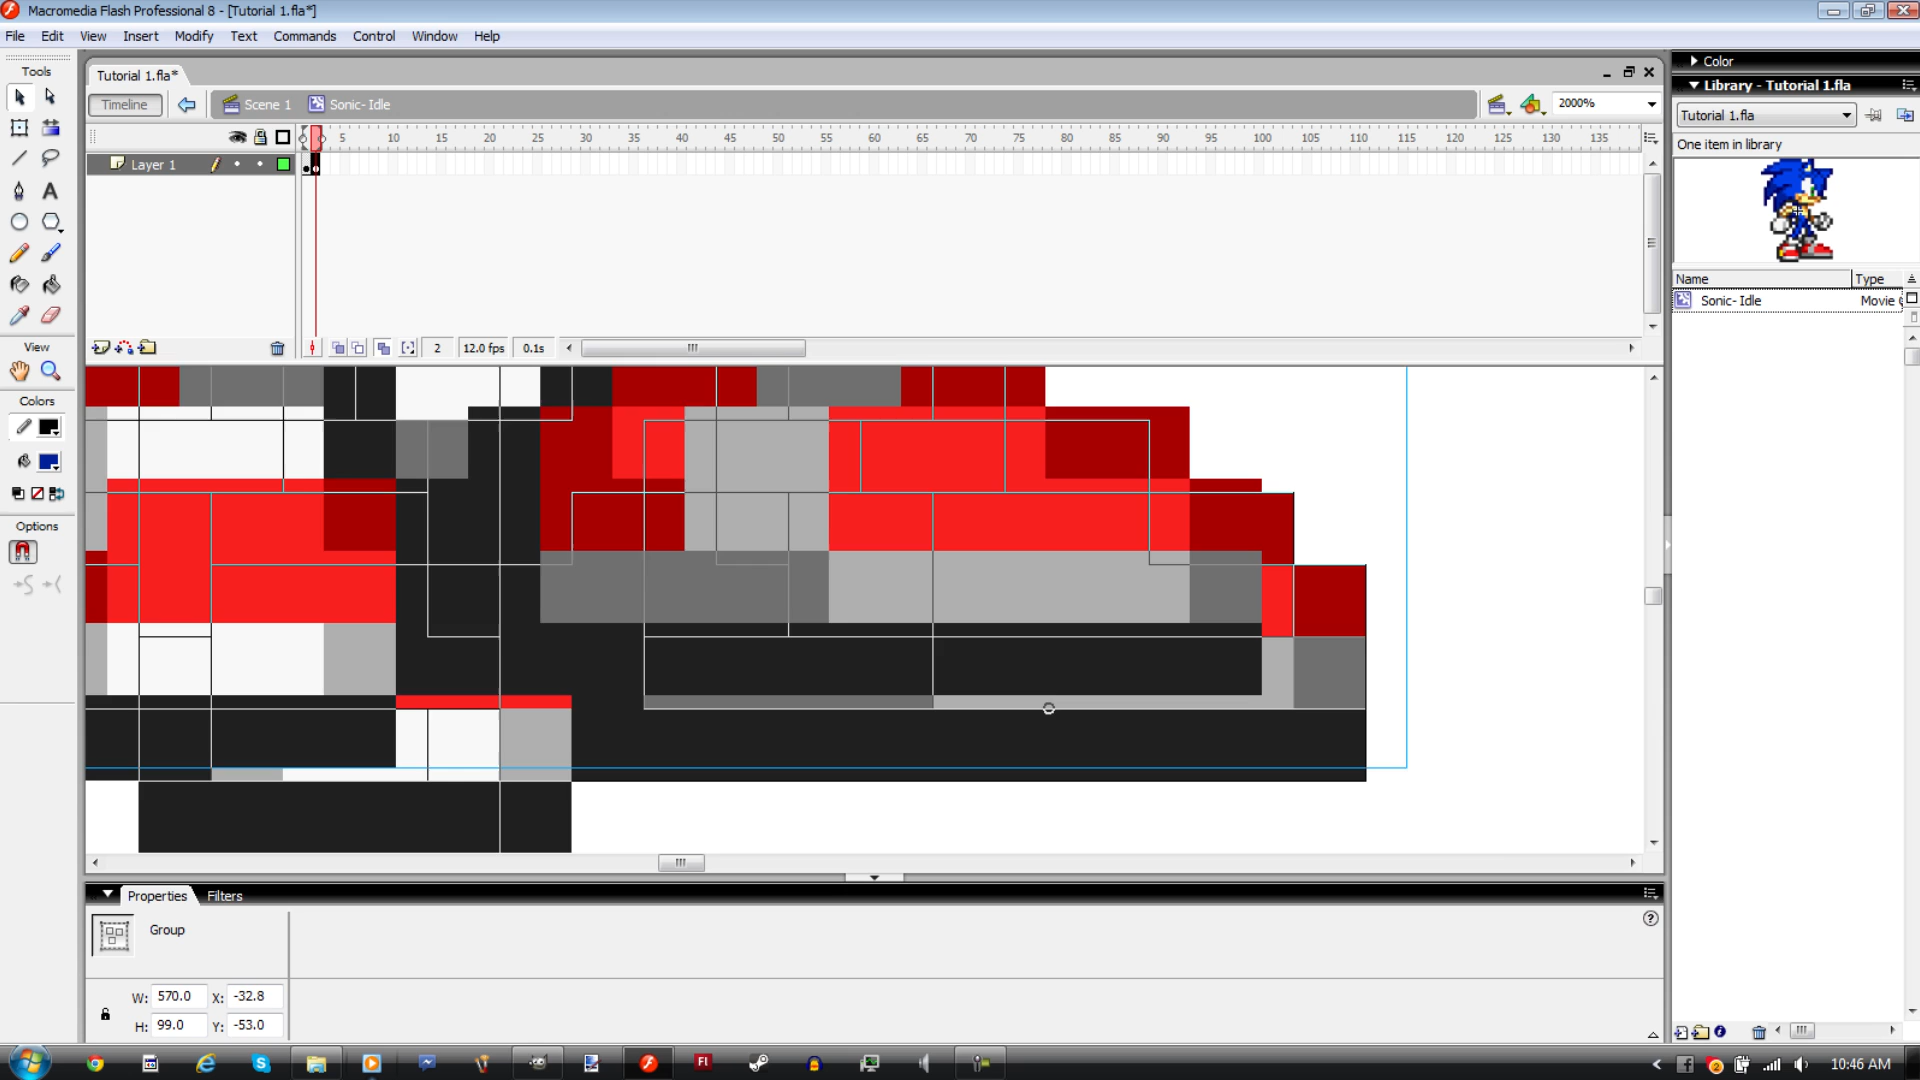 Macromedia Flash Professional 8 - [Tutorial 1.fla*]
File Edit View Insert Modify Text Commands Control Window Help
Tools
Tutorial 1.fla*
Timeline Scene 1 Sonic- Idle 2000%
5 10 15 20 25 30 35 40 45 50 55 60 65 70 75 80 85 90 95 100 105 110 115 120 125 130 135
Layer 1
2 12.0 fps 0.1s
View
Colors
Options
Color
Library - Tutorial 1.fla
Tutorial 1.fla
One item in library
Name Type
Sonic- Idle Movie
Properties Filters
Group
W: 570.0 X: -32.8
H: 99.0 Y: -53.0
10:46 AM